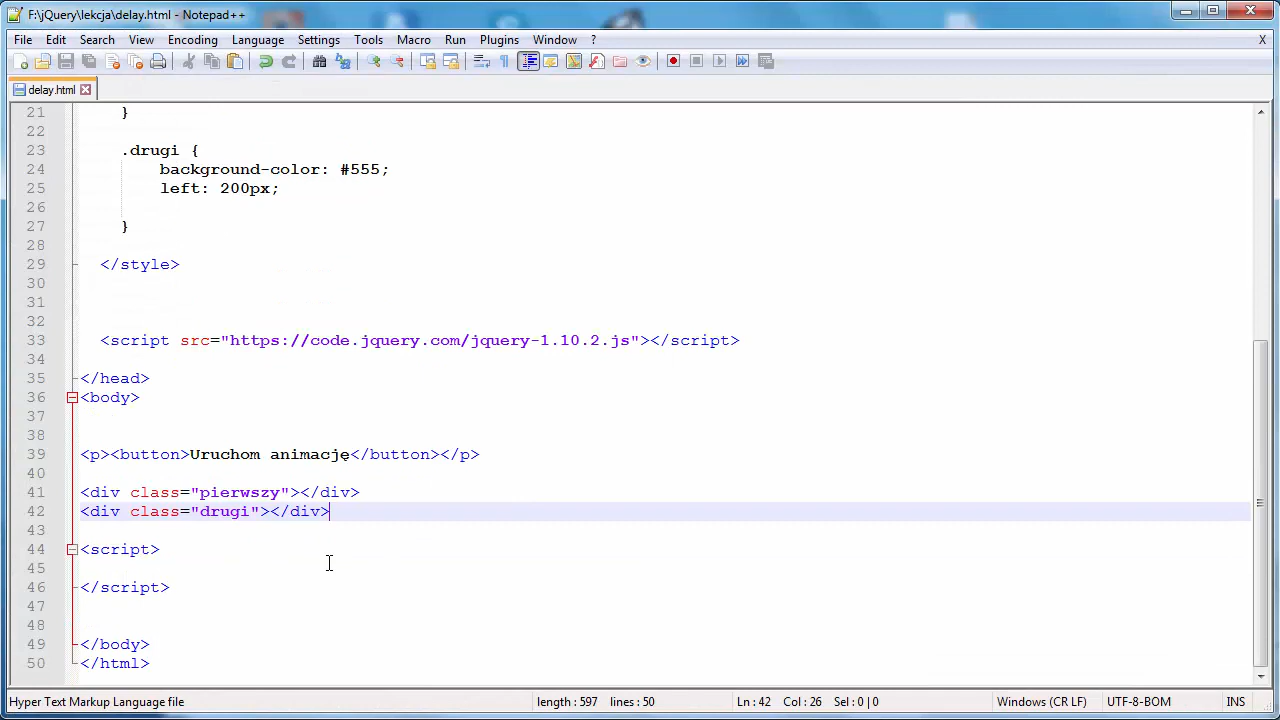 F:\jQuery\lekcja\delay.html - Notepad++
File Edit Search View Encoding Language Settings Tools Macro Run Plugins Window ? X
delay.html
21 }
22
23 .drugi {
24 background-color: #555;
25 left: 200px;
26
27 }
28
29 </style>
30
31
32
33 <script src="https://code.jquery.com/jquery-1.10.2.js"></script>
34
35 </head>
36 <body>
37
38
39 <p><button>Uruchom animację</button></p>
40
41 <div class="pierwszy"></div>
42 <div class="drugi"></div>
43
44 <script>
45
46 </script>
47
48
49 </body>
50 </html>
Hyper Text Markup Language file length : 597 lines : 50 Ln : 42 Col : 26 Sel : 0 | 0 Windows (CR LF) UTF-8-BOM INS